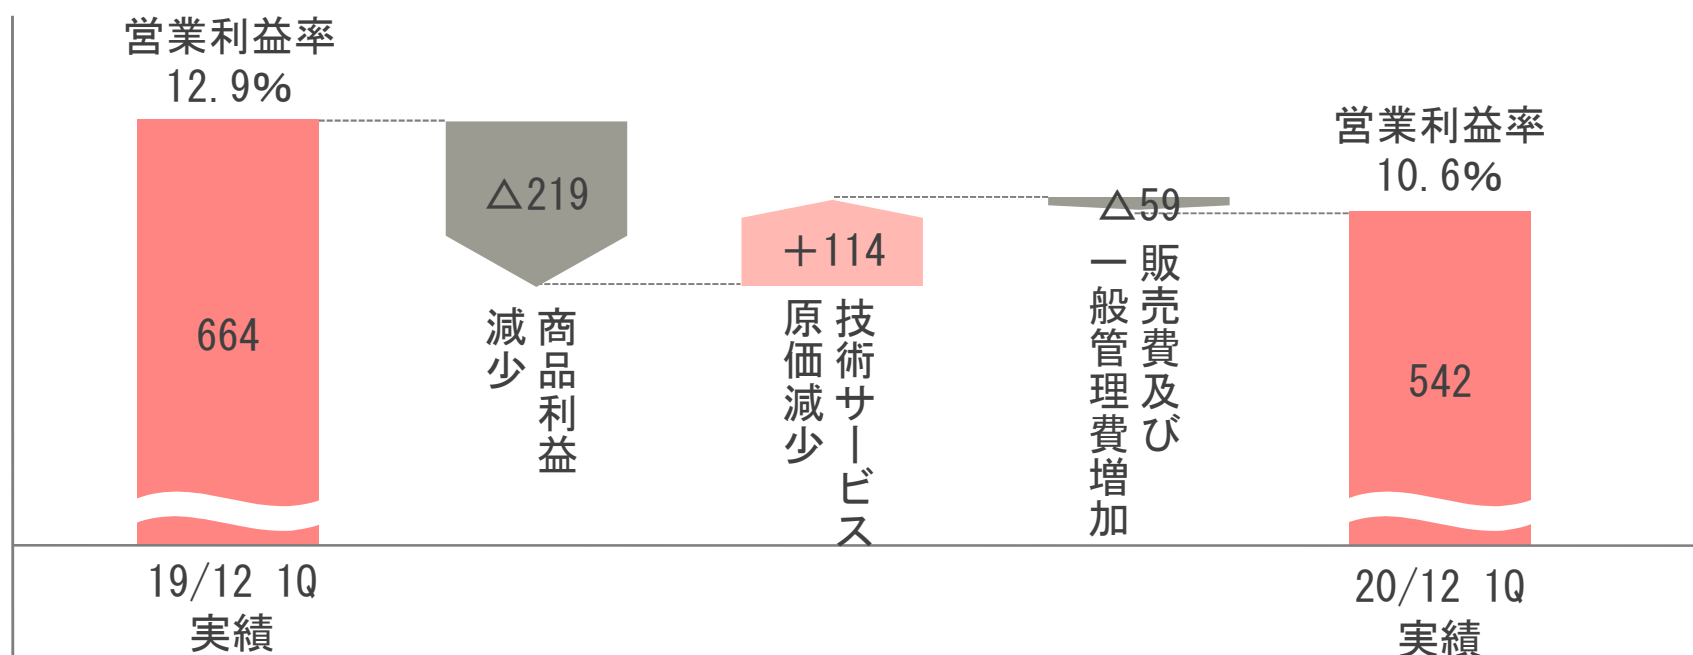 営業利益率
12.9%
664
19/12 1Q
実績
△219
商品利益
減少
＋114
技術サービス
原価減少
△59
販売費及び
一般管理費増加
営業利益率
10.6%
542
20/12 1Q
実績